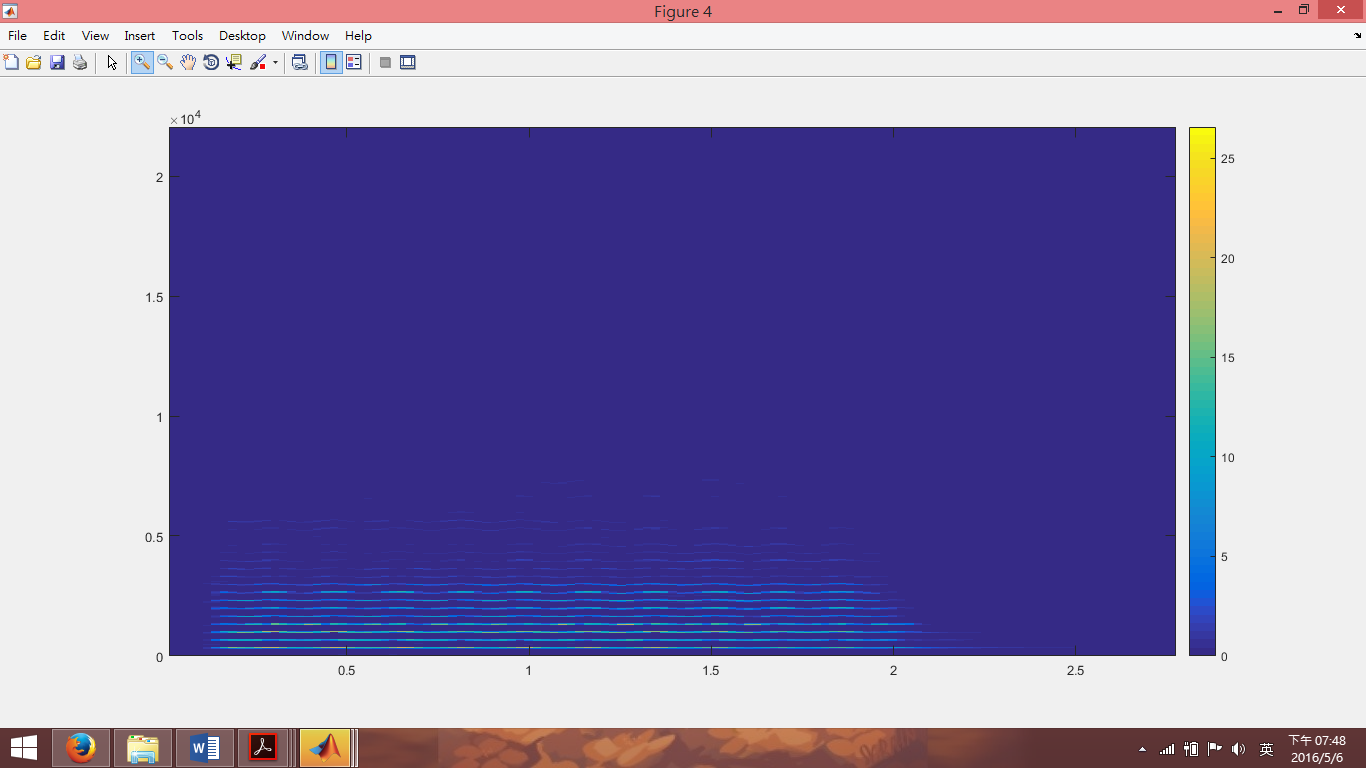 Figure 4
File Edit View Insert Tools Desktop Window Help
×10⁴
2
1.5
1
0.5
0
0.5 1 1.5 2 2.5
25
20
15
10
5
0
英
下午 07:48
2016/5/6